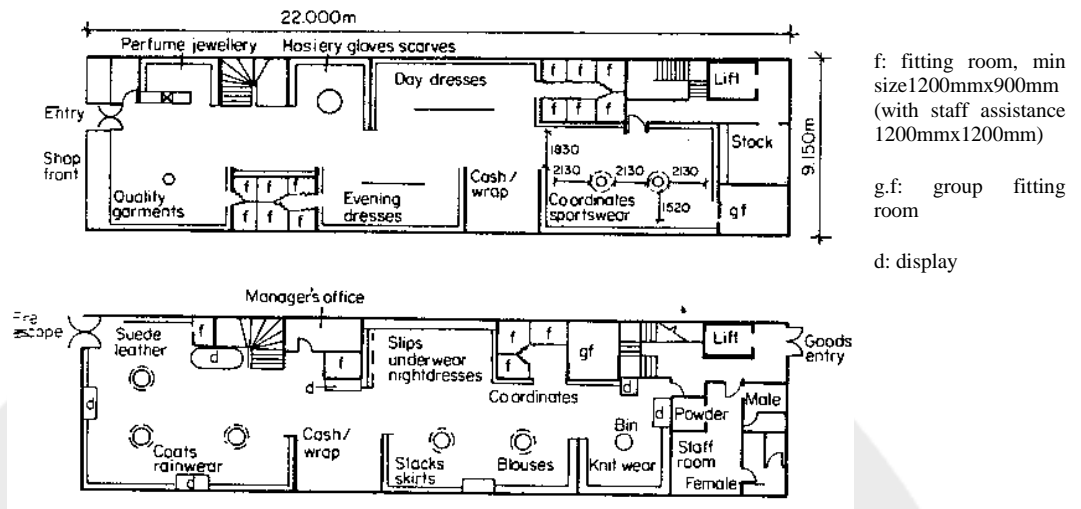 22.000m
Perfume jewellery
Hosiery gloves scarves
Day dresses
f f f
Lift
Entry
f f f
Stock
Shop
front
1830
2130 2130 2130
Quality
garments
f f f
f f
Evening
dresses
Cash/
wrap
Coordinates
sportswear
1520
gf
9.150m
f: fitting room, min
size1200mmx900mm
(with staff assistance
1200mmx1200mm)
g.f: group fitting
room
d: display
Manager's office
Suede
leather
f
d
f
d
Slips
underwear
nightdresses
f f
f
gf
Lift
Goods
entry
Coordinates
d
d
d
Bin
Powder
Male
Coats
rainwear
d
Cash/
wrap
Slacks
skirts
Blouses
Knit wear
Staff
room
Female